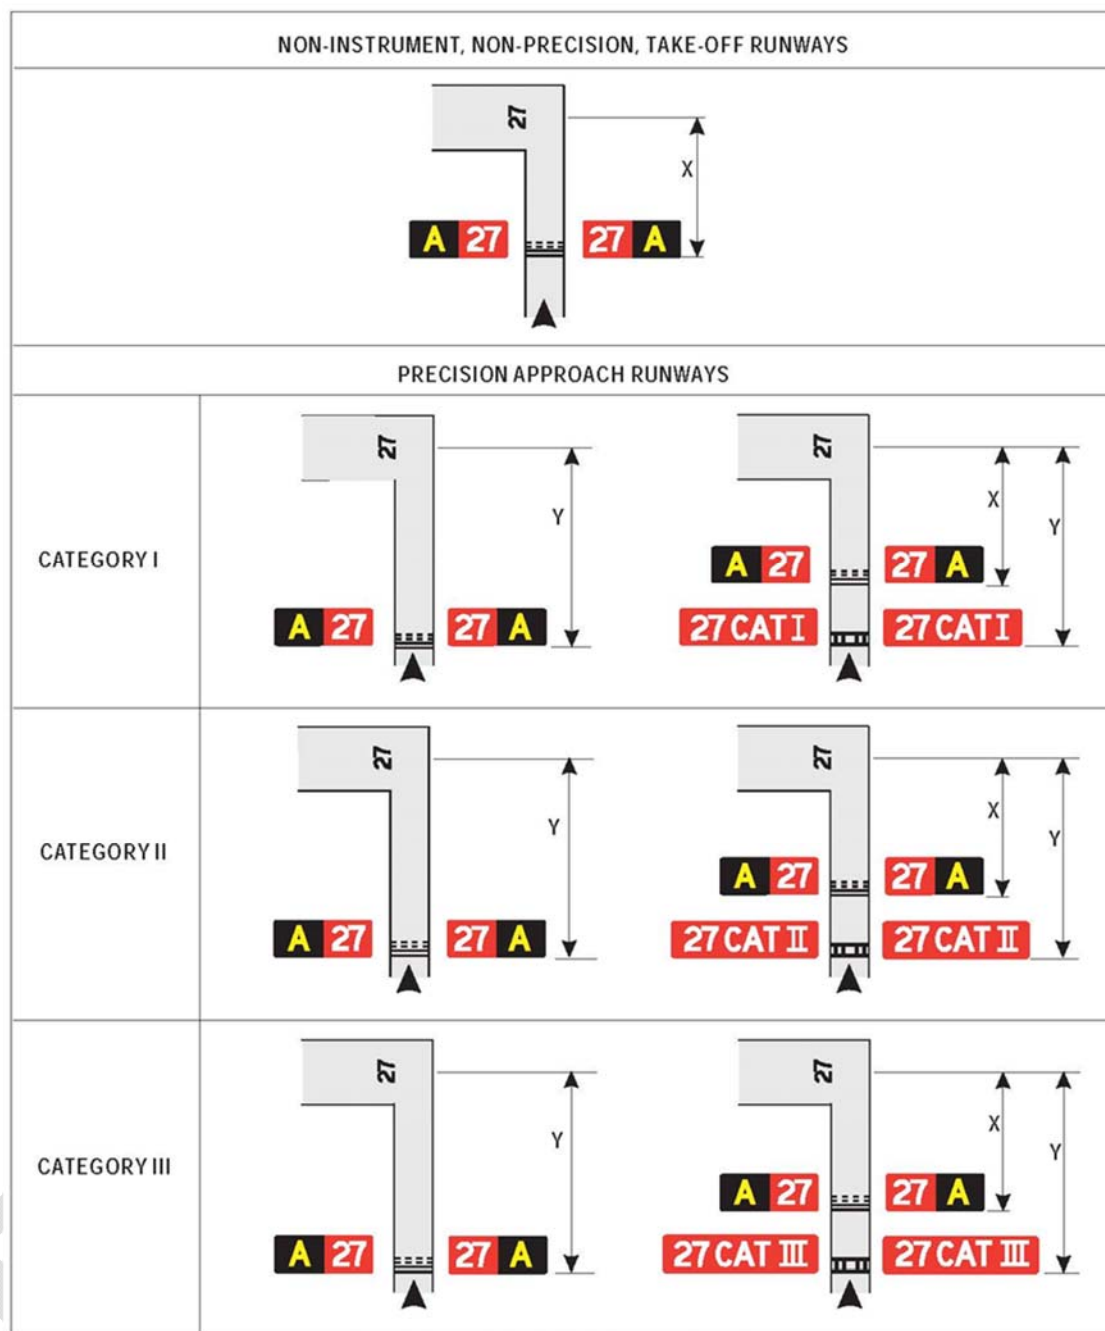 NON-INSTRUMENT, NON-PRECISION, TAKE-OFF RUNWAYS
27
X
A 27 27 A
PRECISION APPROACH RUNWAYS
CATEGORY I
27
Y
A 27 27 A
27
X
Y
A 27 27 A
27 CAT I 27 CAT I
CATEGORY II
27
Y
A 27 27 A
27
X
Y
A 27 27 A
27 CAT II 27 CAT II
CATEGORY III
27
Y
A 27 27 A
27
X
Y
A 27 27 A
27 CAT III 27 CAT III